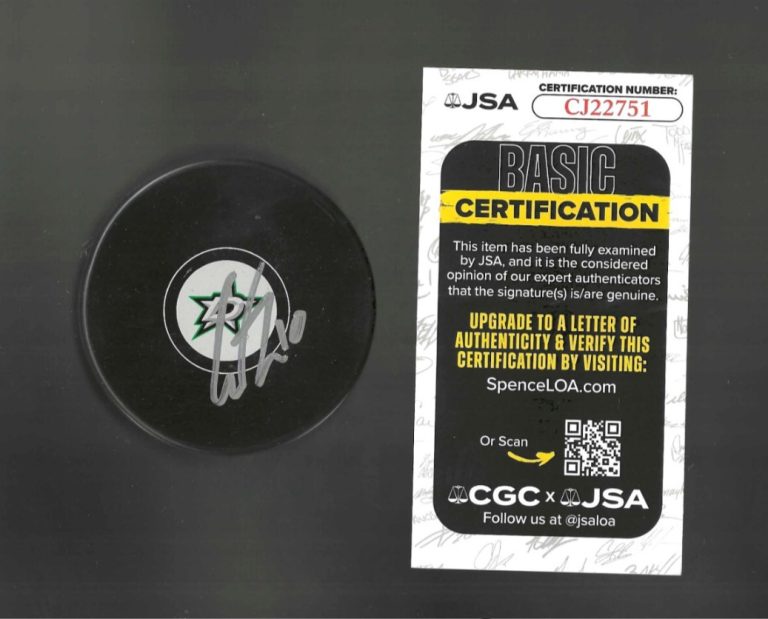 D
10
JSA
CERTIFICATION NUMBER:
CJ22751
BASIC
CERTIFICATION
This item has been fully examined
by JSA, and it is the considered
opinion of our expert authenticators
that the signature(s) is/are genuine.
UPGRADE TO A LETTER OF
AUTHENTICITY & VERIFY THIS
CERTIFICATION BY VISITING:
SpenceLOA.com
Or Scan
CGC x JSA
Follow us at @jsaloa